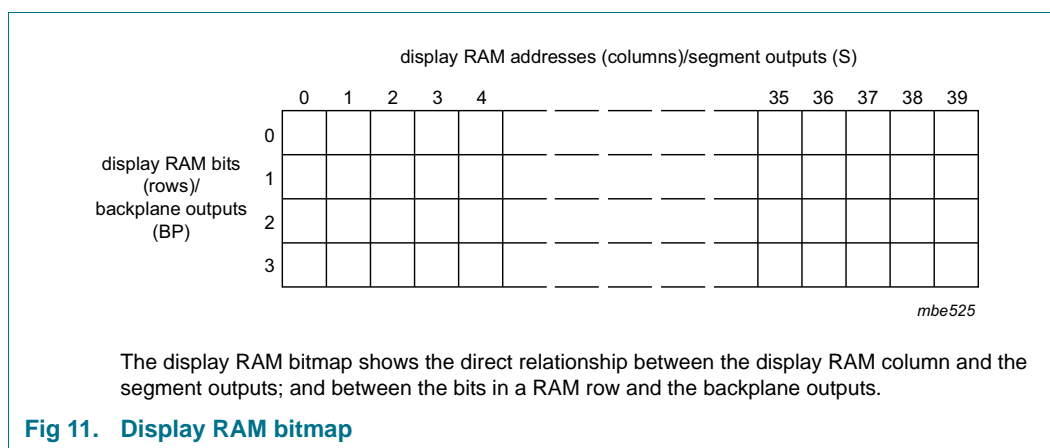 display RAM addresses (columns)/segment outputs (S)
0 1 2 3 4 35 36 37 38 39
0
display RAM bits
(rows)/
backplane outputs
(BP)
1
2
3
mbe525
The display RAM bitmap shows the direct relationship between the display RAM column and the
segment outputs; and between the bits in a RAM row and the backplane outputs.
Fig 11. Display RAM bitmap